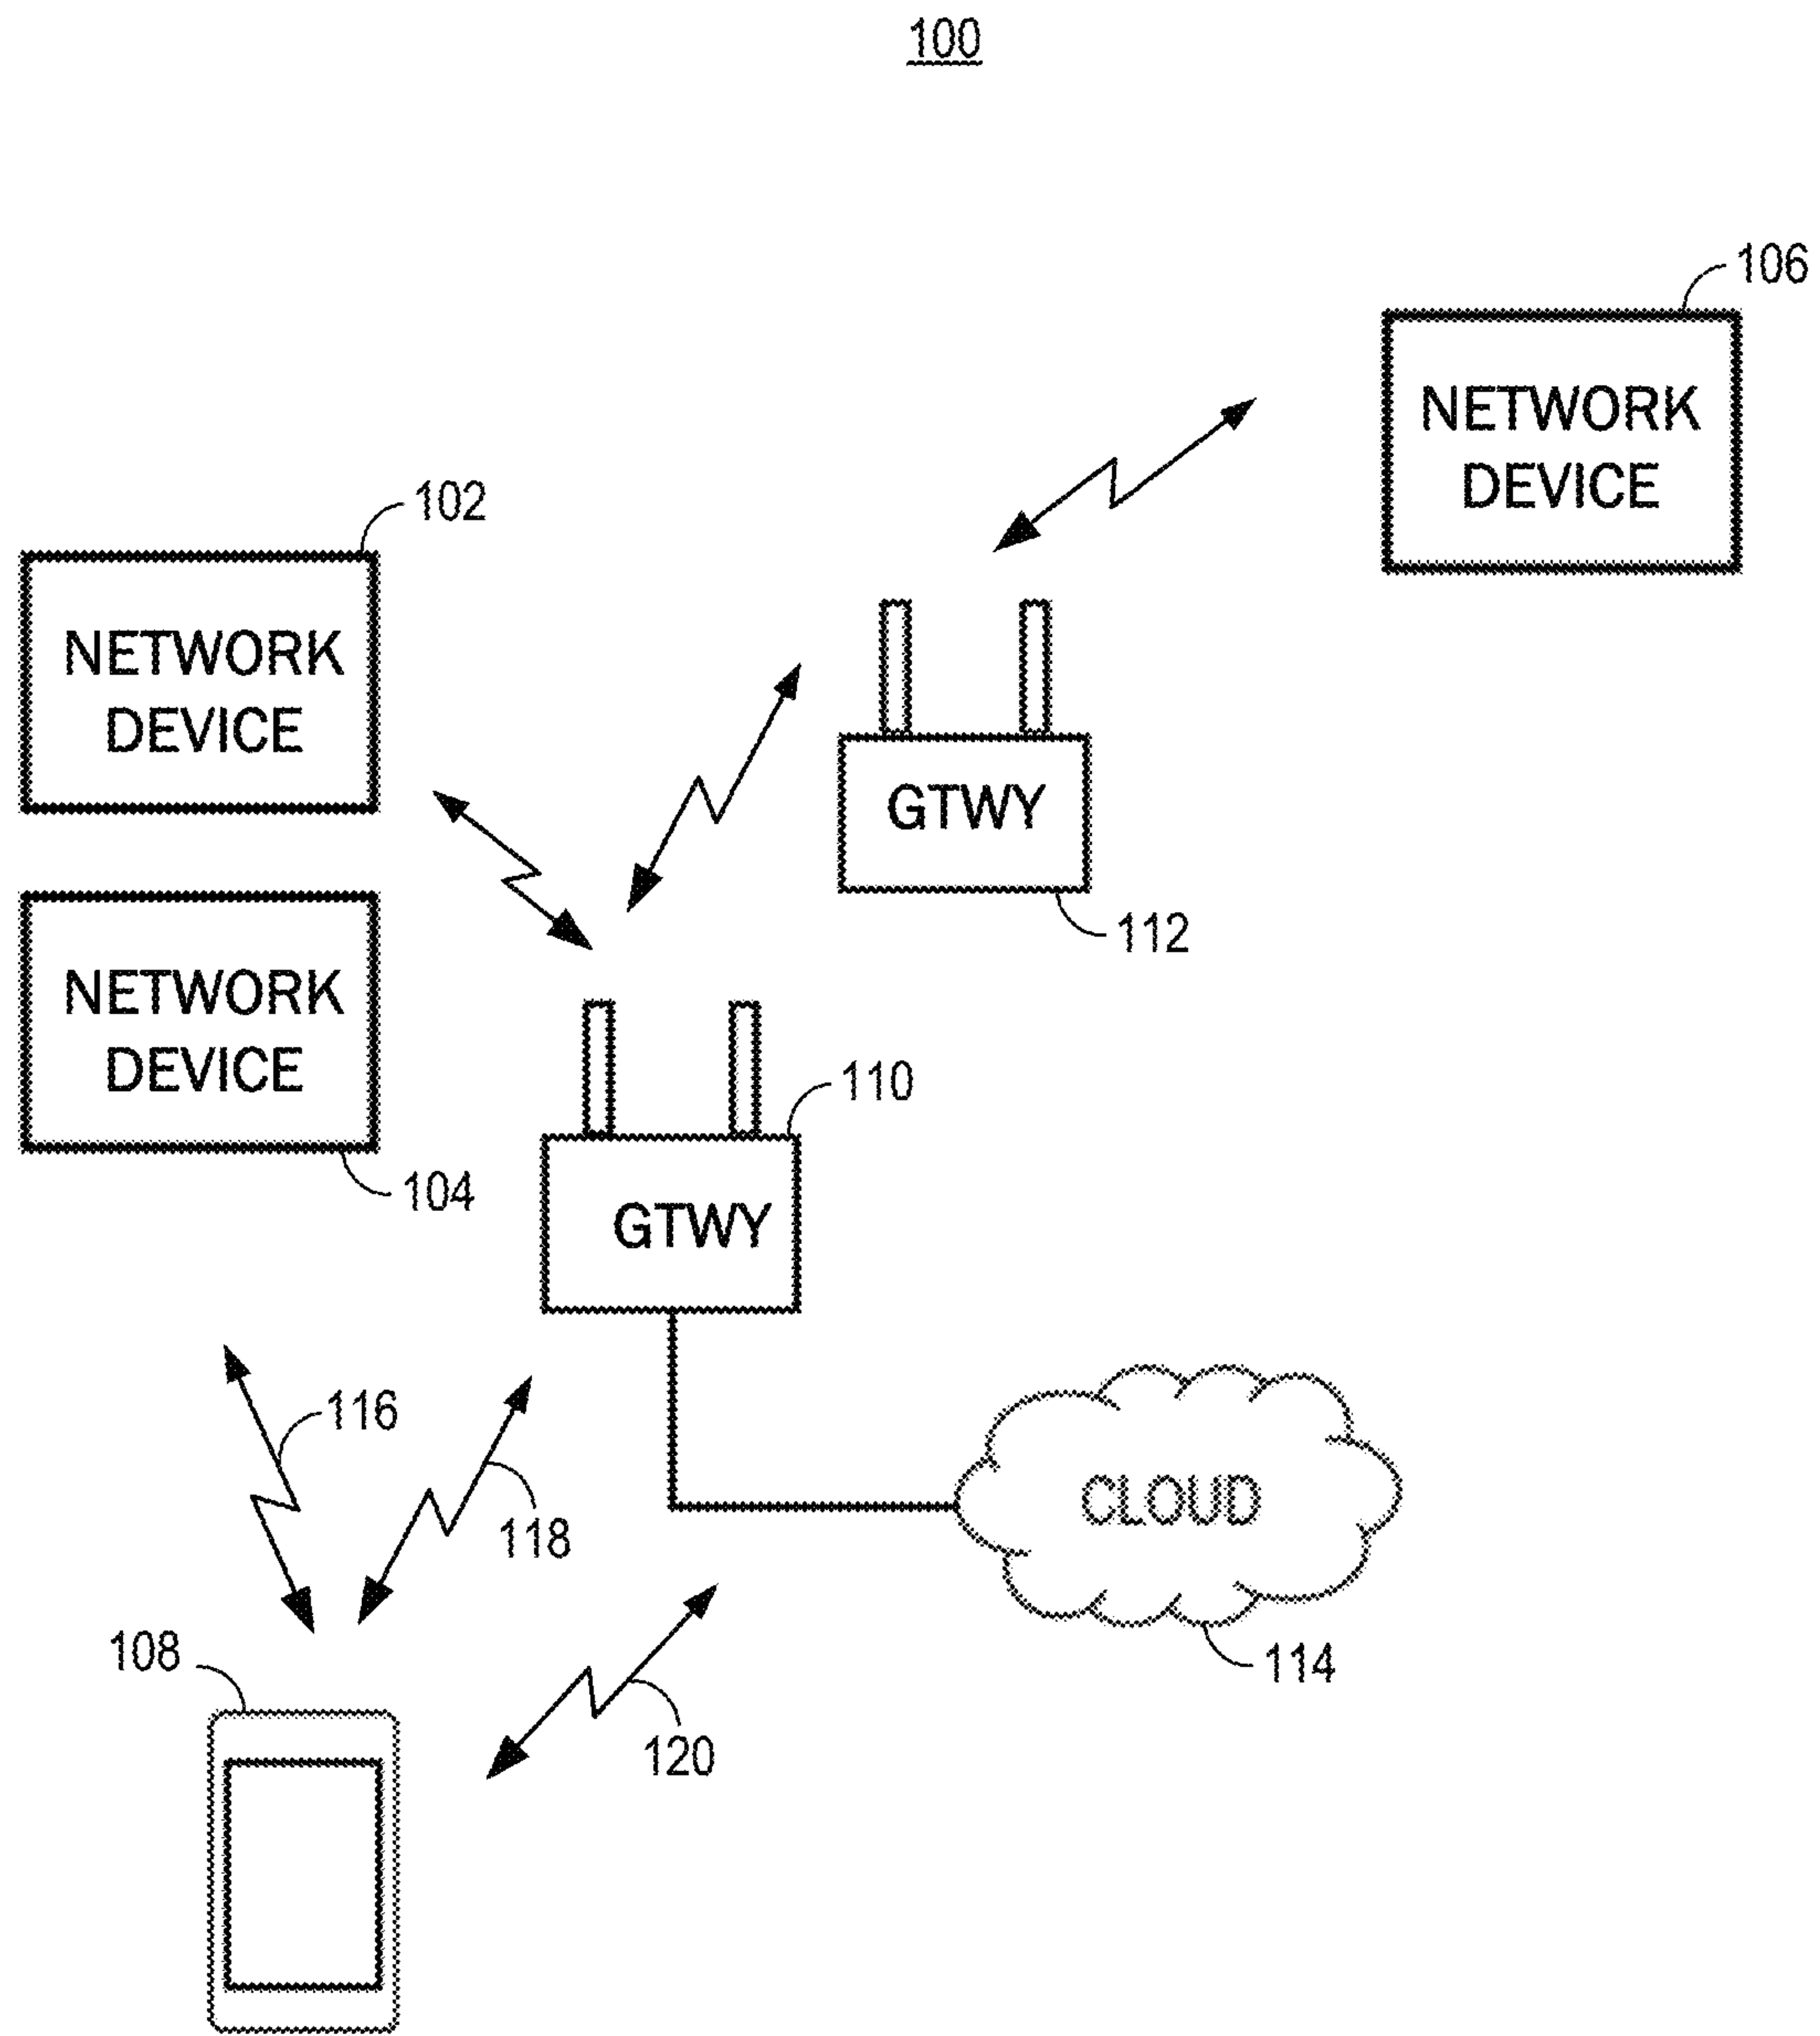 100
106
NETWORK
DEVICE
102
NETWORK
DEVICE
GTWY
112
NETWORK
DEVICE
104
110
GTWY
116
118
CLOUD
114
108
120